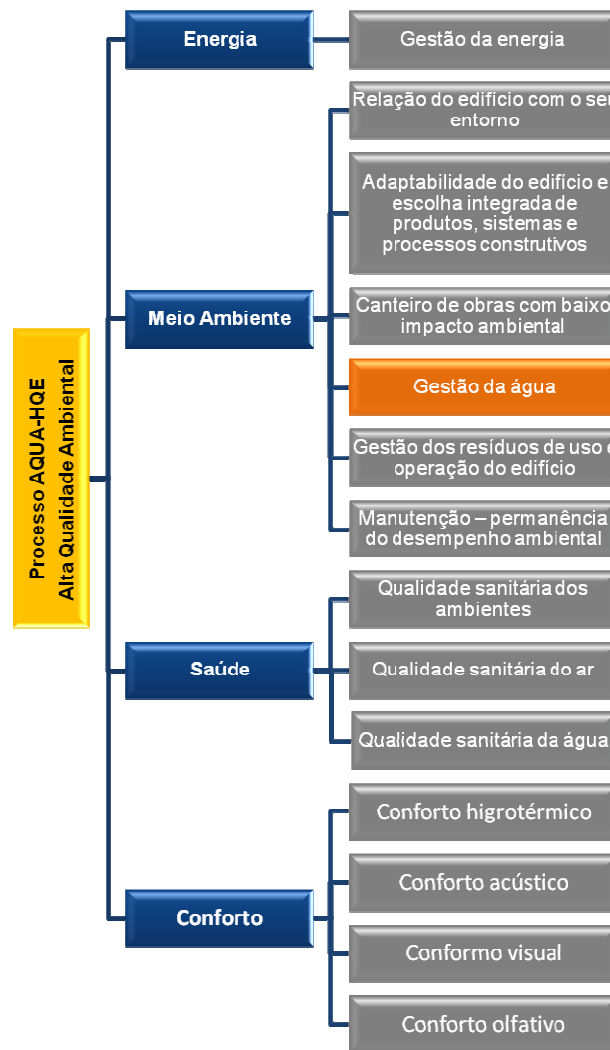 Processo AQUA-HQE
Alta Qualidade Ambiental
Energia
Gestão da energia
Meio Ambiente
Relação do edifício com o seu
entorno
Adaptabilidade do edifício e
escolha integrada de
produtos, sistemas e
processos construtivos
Canteiro de obras com baixo
impacto ambiental
Gestão da água
Gestão dos resíduos de uso e
operação do edifício
Manutenção – permanência
do desempenho ambiental
Saúde
Qualidade sanitária dos
ambientes
Qualidade sanitária do ar
Qualidade sanitária da água
Conforto
Conforto higrotérmico
Conforto acústico
Conformo visual
Conforto olfativo